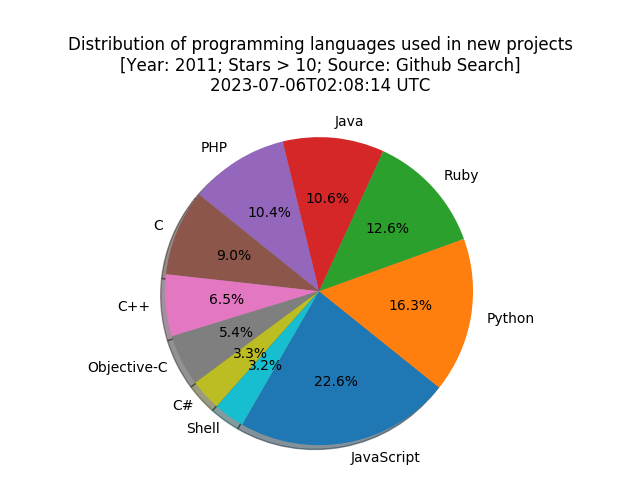 Distribution of programming languages used in new projects
[Year: 2011; Stars > 10; Source: Github Search]
2023-07-06T02:08:14 UTC
Java
PHP
Ruby
10.6%
10.4%
12.6%
C
9.0%
C++
6.5%
16.3%
Python
5.4%
Objective-C
3.3%
3.2%
22.6%
C#
Shell
JavaScript